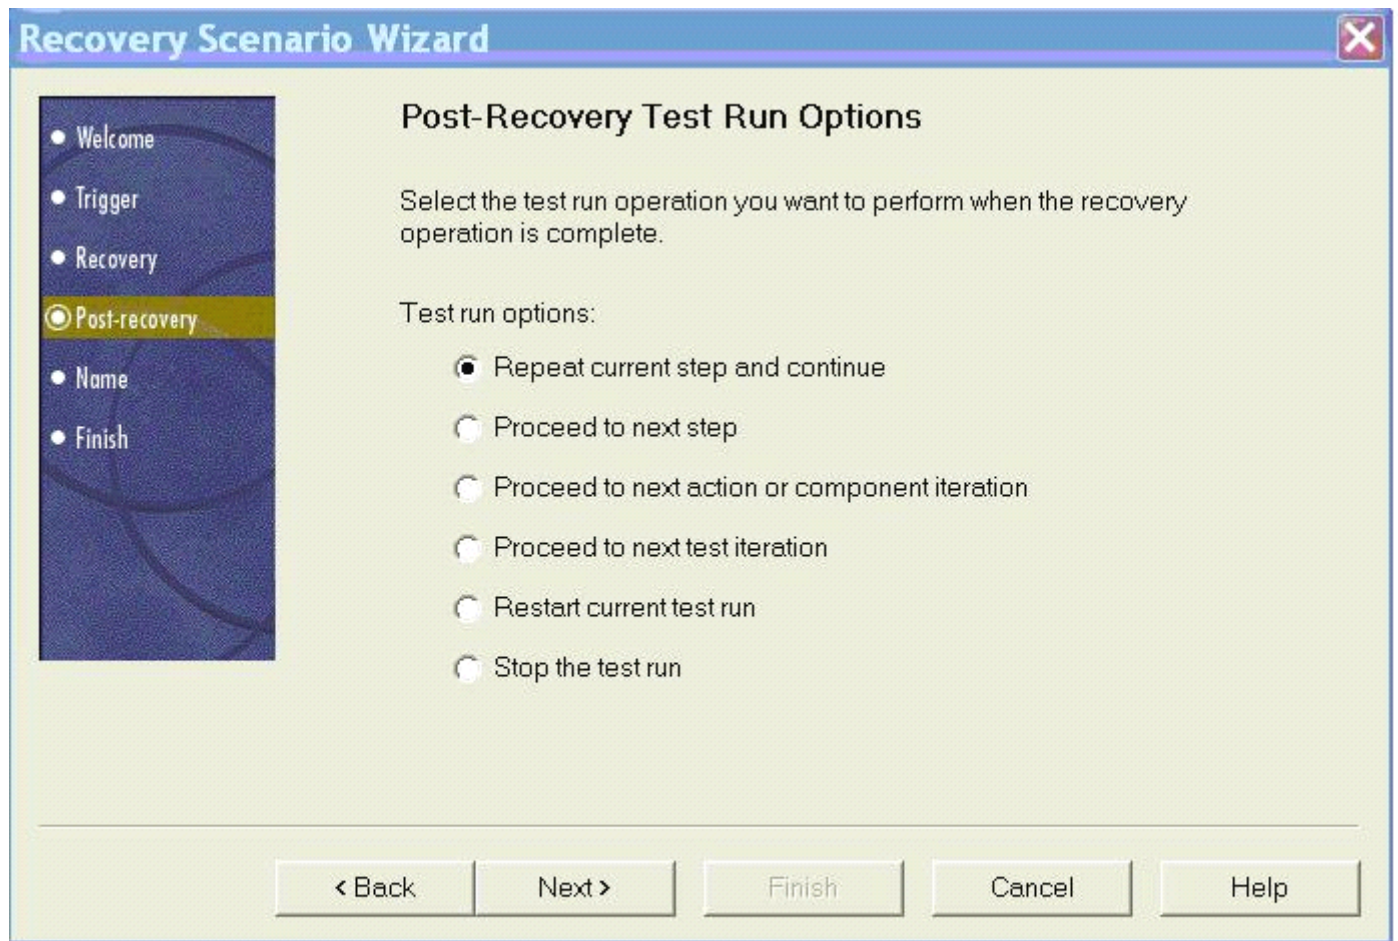 Recovery Scenario Wizard
Welcome
Trigger
Recovery
Post-recovery
Name
Finish
Post-Recovery Test Run Options
Select the test run operation you want to perform when the recovery
operation is complete.
Test run options:
Repeat current step and continue
Proceed to next step
Proceed to next action or component iteration
Proceed to next test iteration
Restart current test run
Stop the test run
< Back
Next >
Finish
Cancel
Help